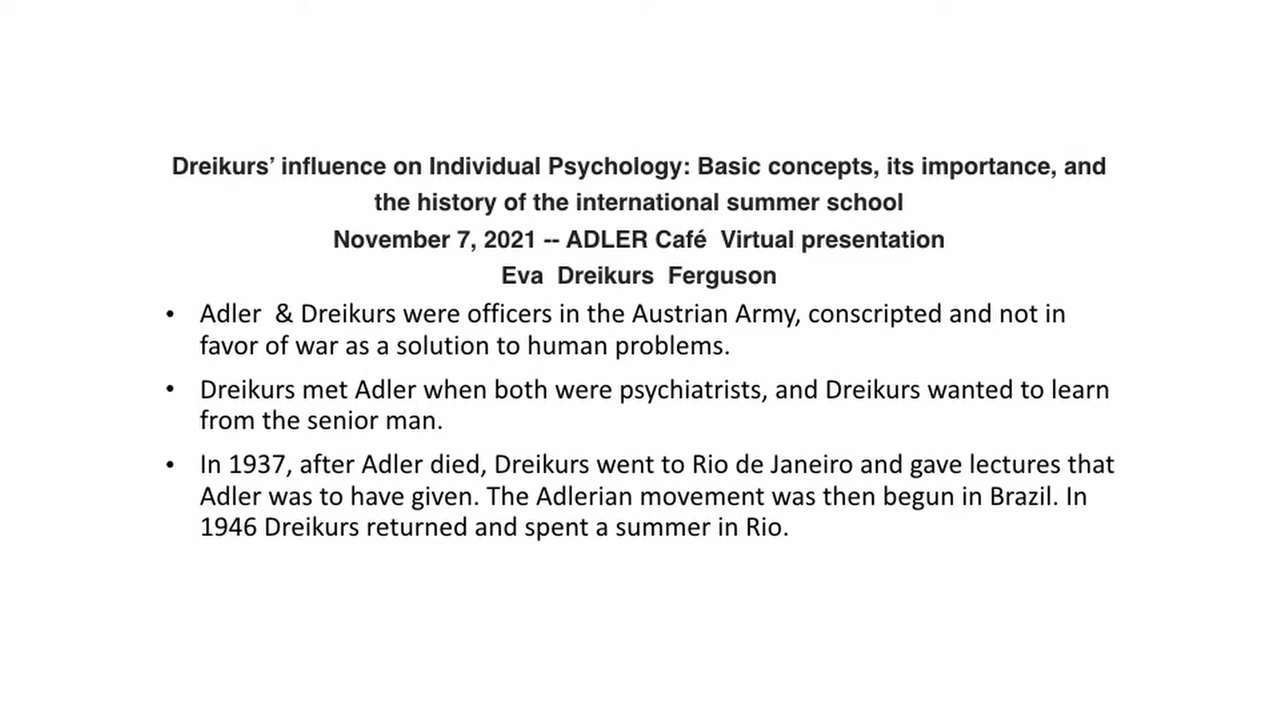 Dreikurs’ influence on Individual Psychology: Basic concepts, its importance, and
the history of the international summer school
November 7, 2021 -- ADLER Café Virtual presentation
Eva Dreikurs Ferguson
• Adler & Dreikurs were officers in the Austrian Army, conscripted and not in
favor of war as a solution to human problems.
• Dreikurs met Adler when both were psychiatrists, and Dreikurs wanted to learn
from the senior man.
• In 1937, after Adler died, Dreikurs went to Rio de Janeiro and gave lectures that
Adler was to have given. The Adlerian movement was then begun in Brazil. In
1946 Dreikurs returned and spent a summer in Rio.